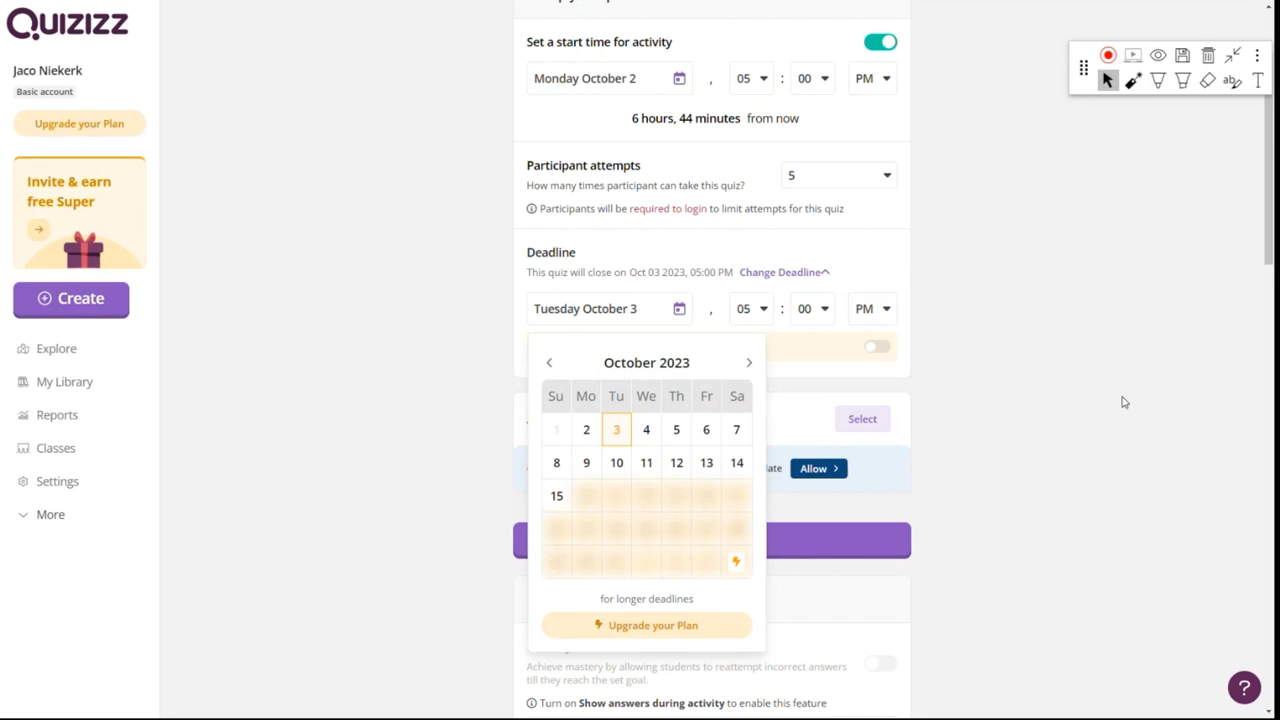 QUIZIZZ
Jaco Niekerk
Basic account
Upgrade your Plan
Invite & earn
free Super
Create
Explore
My Library
Reports
Classes
Settings
More
Set a start time for activity
Monday October 2 , 05 : 00 PM
6 hours, 44 minutes from now
Participant attempts
How many times participant can take this quiz?
5
Participants will be required to login to limit attempts for this quiz
Deadline
This quiz will close on Oct 03 2023, 05:00 PM Change Deadline
Tuesday October 3 , 05 : 00 PM
October 2023
Su Mo Tu We Th Fr Sa
1 2 3 4 5 6 7
8 9 10 11 12 13 14
15
for longer deadlines
Upgrade your Plan
Select
Allow
Achieve mastery by allowing students to reattempt incorrect answers
till they reach the set goal.
Turn on Show answers during activity to enable this feature
ab
T
?